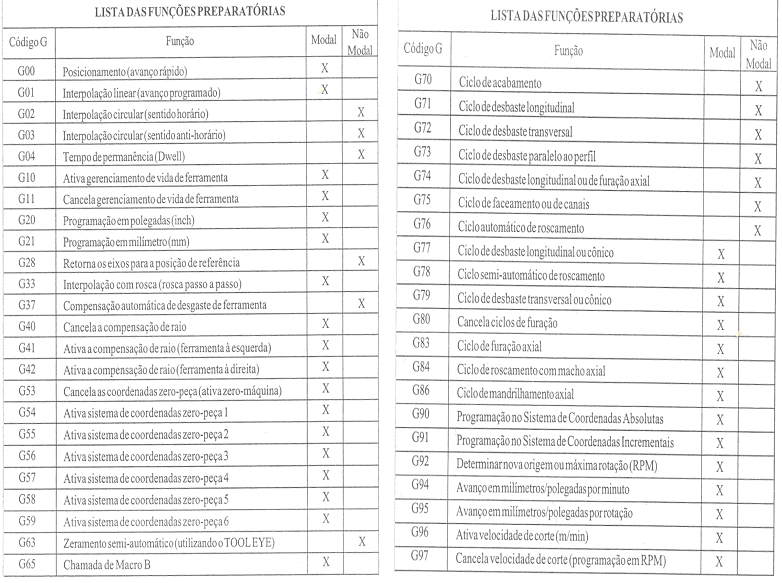 LISTA DAS FUNÇÕES PREPARATÓRIAS
Código G Função Modal Não Modal
G00 Posicionamento (avanço rápido) X
G01 Interpolação linear (avanço programado) X
G02 Interpolação circular (sentido horário) X
G03 Interpolação circular (sentido anti-horário) X
G04 Tempo de permanência (Dwell) X
G10 Ativa gerenciamento de vida de ferramenta X
G11 Cancela gerenciamento de vida de ferramenta X
G20 Programação em polegadas (inch) X
G21 Programação em milímetro (mm) X
G28 Retorna os eixos para a posição de referência X
G33 Interpolação com rosca (rosca passo a passo) X
G37 Compensação automática de desgaste de ferramenta X
G40 Cancela a compensação de raio X
G41 Ativa a compensação de raio (ferramenta à esquerda) X
G42 Ativa a compensação de raio (ferramenta à direita) X
G53 Cancela as coordenadas zero-peça (ativa zero-máquina) X
G54 Ativa sistema de coordenadas zero-peça 1 X
G55 Ativa sistema de coordenadas zero-peça 2 X
G56 Ativa sistema de coordenadas zero-peça 3 X
G57 Ativa sistema de coordenadas zero-peça 4 X
G58 Ativa sistema de coordenadas zero-peça 5 X
G59 Ativa sistema de coordenadas zero-peça 6 X
G63 Zeramento semi-automático (utilizando o TOOL EYE) X
G65 Chamada de Macro B X
LISTA DAS FUNÇÕES PREPARATÓRIAS
Código G Função Modal Não Modal
G70 Ciclo de acabamento X
G71 Ciclo de desbaste longitudinal X
G72 Ciclo de desbaste transversal X
G73 Ciclo de desbaste paralelo ao perfil X
G74 Ciclo de desbaste longitudinal ou de furação axial X
G75 Ciclo de faceamento ou de canais X
G76 Ciclo automático de roscamento X
G77 Ciclo de desbaste longitudinal ou cônico X
G78 Ciclo semi-automático de roscamento X
G79 Ciclo de desbaste transversal ou cônico X
G80 Cancela ciclos de furação X
G83 Ciclo de furação axial X
G84 Ciclo de roscamento com macho axial X
G86 Ciclo de mandrilhamento axial X
G90 Programação no Sistema de Coordenadas Absolutas X
G91 Programação no Sistema de Coordenadas Incrementais X
G92 Determinar nova origem ou máxima rotação (RPM) X
G94 Avanço em milímetros/polegadas por minuto X
G95 Avanço em milímetros/polegadas por rotação X
G96 Ativa velocidade de corte (m/min) X
G97 Cancela velocidade de corte (programação em RPM) X